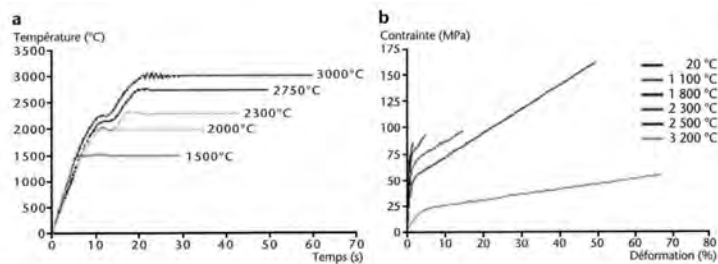 a
Température (°C)
3500
3000
2500
2000
1500
1000
500
0
0 10 20 30 40 50 60 70
Temps (s)
3000°C
2750°C
2300°C
2000°C
1500°C
b
Contrainte (MPa)
175
150
125
100
75
50
25
0
0 10 20 30 40 50 60 70
Déformation (%)
20 °C
1 100 °C
1 800 °C
2 300 °C
2 500 °C
3 200 °C